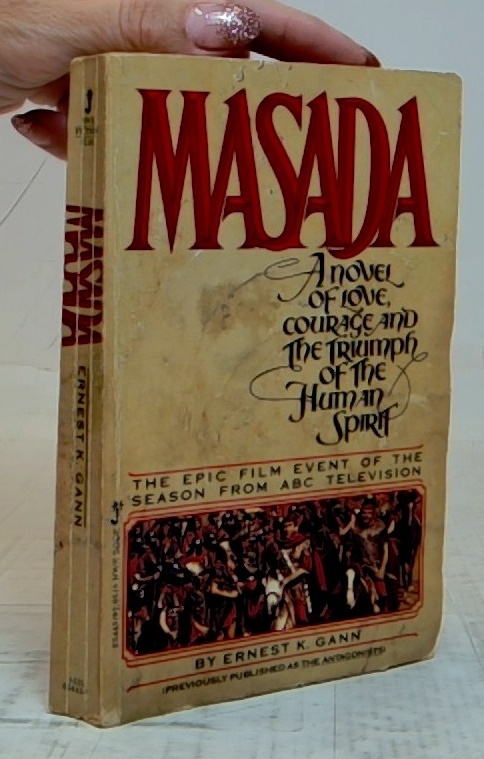 MASADA
A NOVEL
OF LOVE,
COURAGE AND
THE TRIUMPH
OF THE
HUMAN
SPIRIT
THE EPIC FILM EVENT OF THE
SEASON FROM ABC TELEVISION
BY ERNEST K. GANN
(PREVIOUSLY PUBLISHED AS THE ANTAGONISTS)
MASADA
ERNEST K. GANN